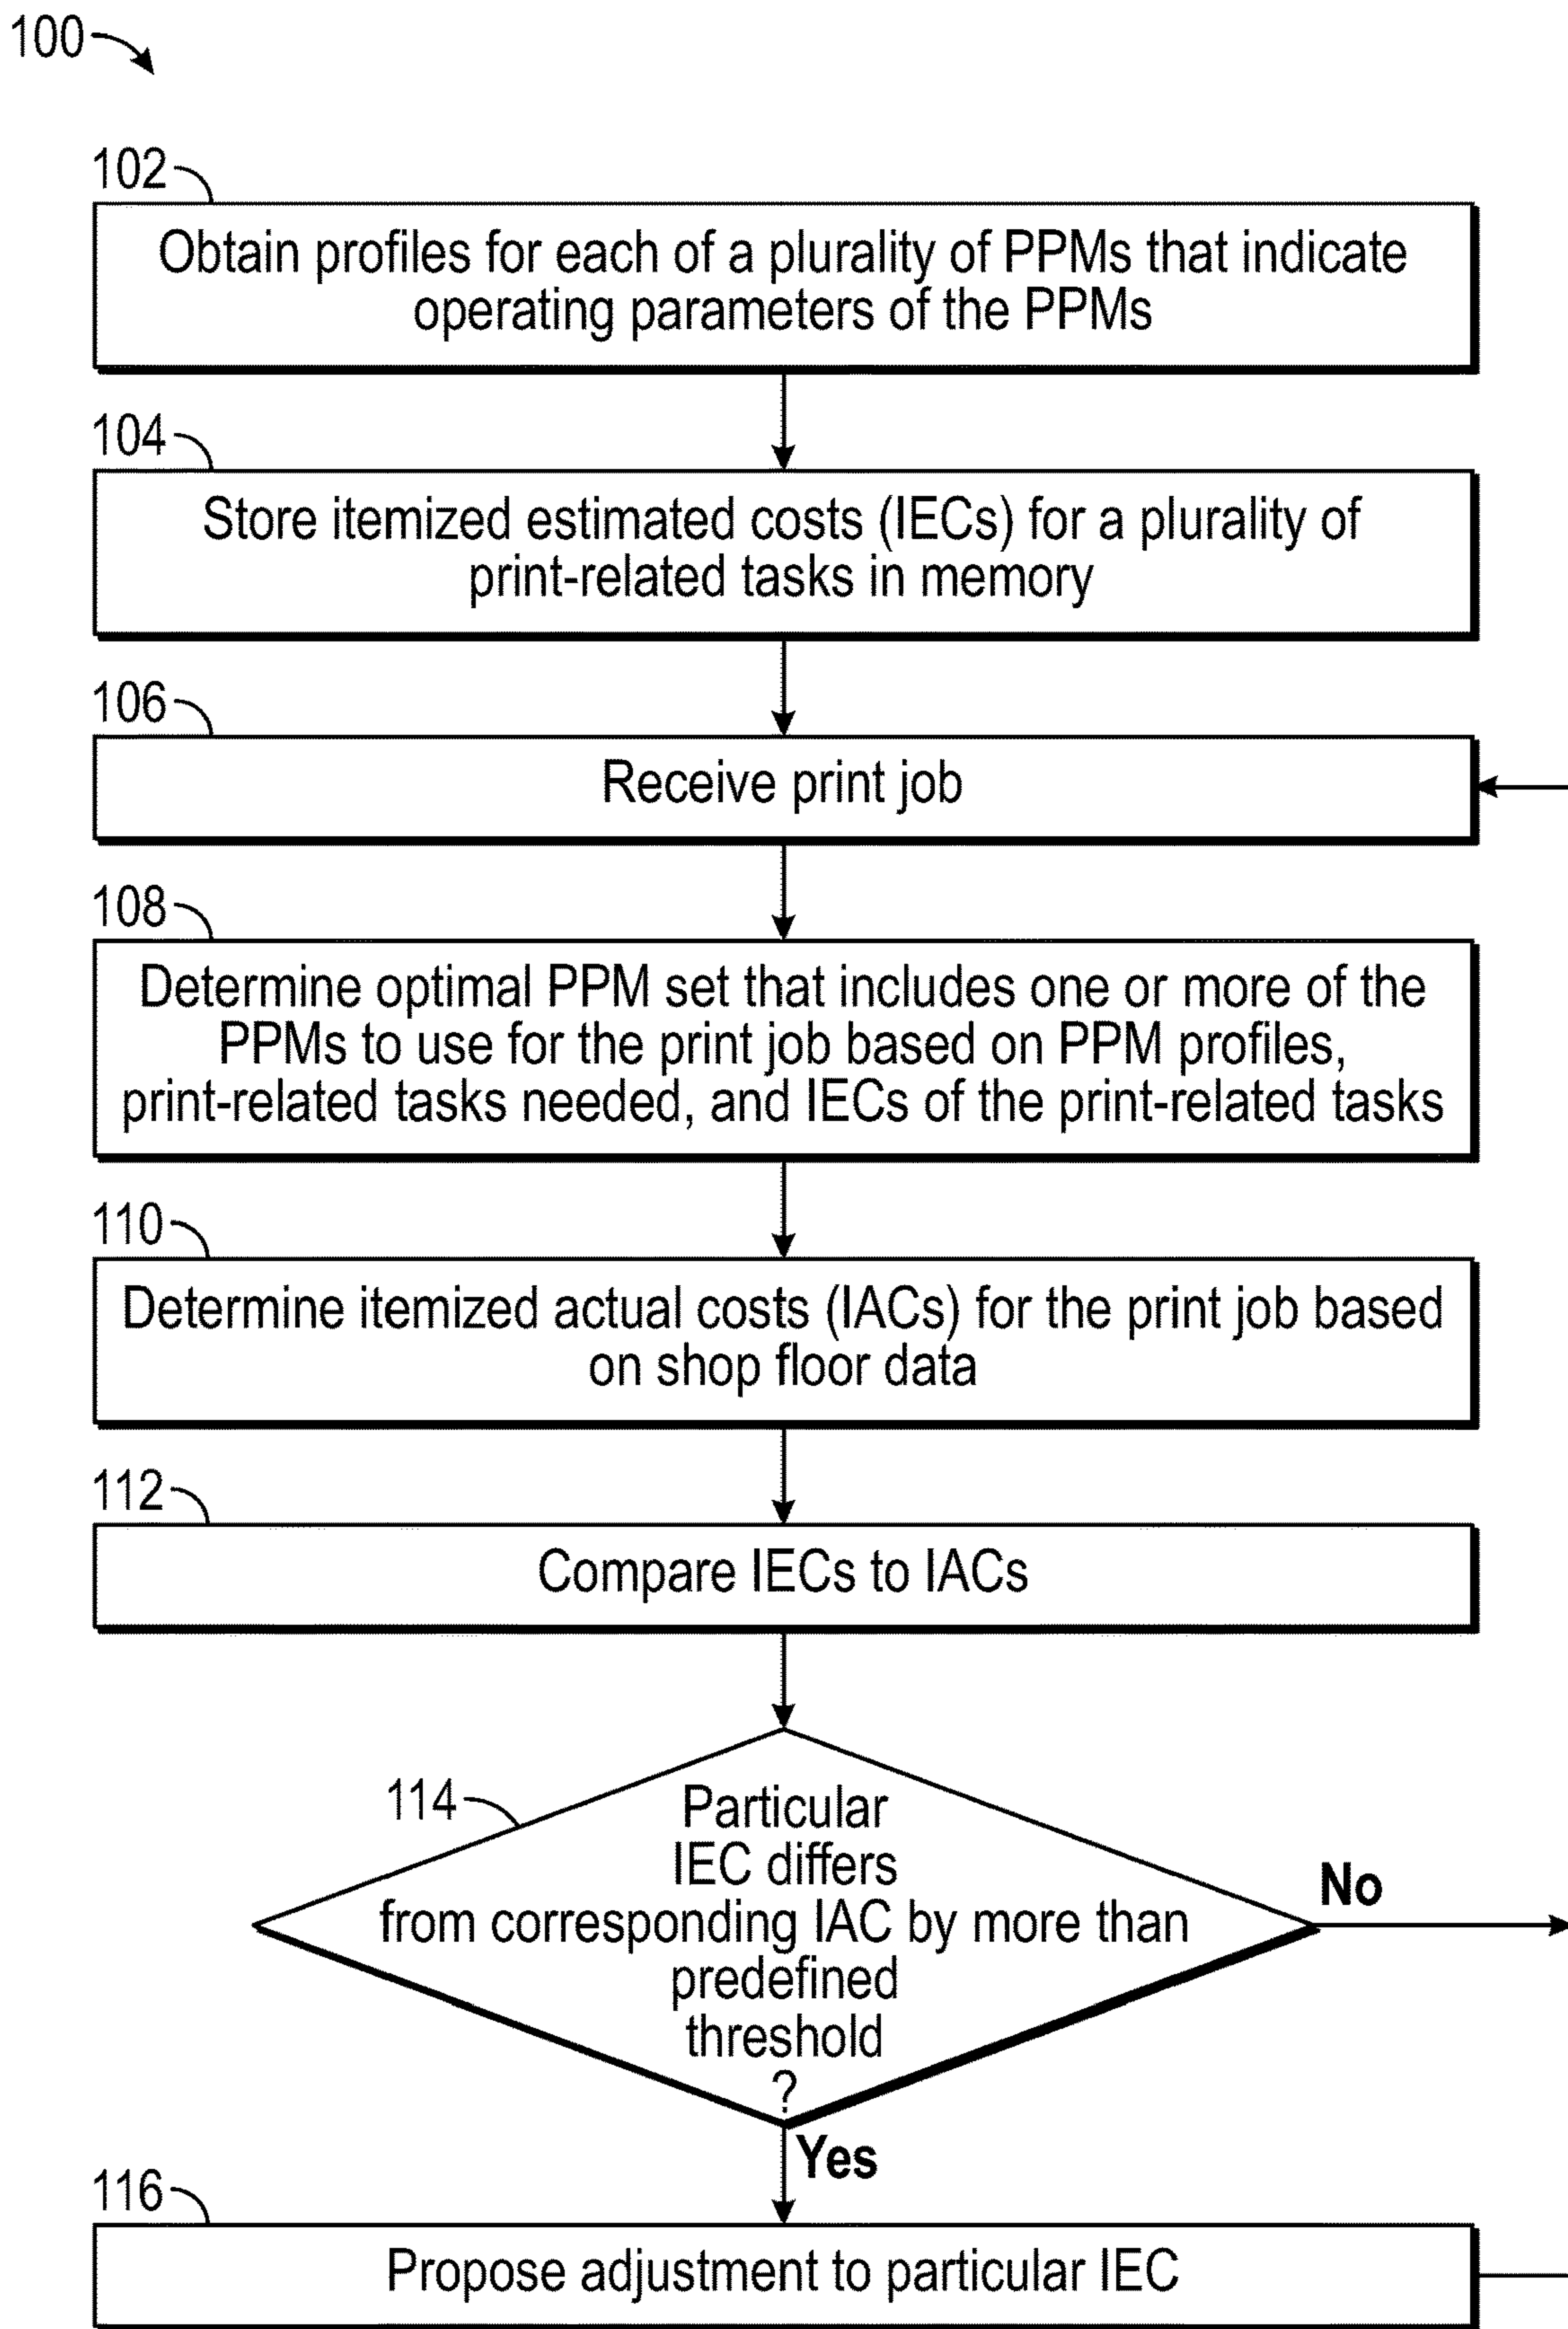 100
102
Obtain profiles for each of a plurality of PPMs that indicate
operating parameters of the PPMs
104
Store itemized estimated costs (IECs) for a plurality of
print-related tasks in memory
106
Receive print job
108
Determine optimal PPM set that includes one or more of the
PPMs to use for the print job based on PPM profiles,
print-related tasks needed, and IECs of the print-related tasks
110
Determine itemized actual costs (IACs) for the print job based
on shop floor data
112
Compare IECs to IACs
114
Particular
IEC differs
from corresponding IAC by more than
predefined
threshold
?
No
Yes
116
Propose adjustment to particular IEC